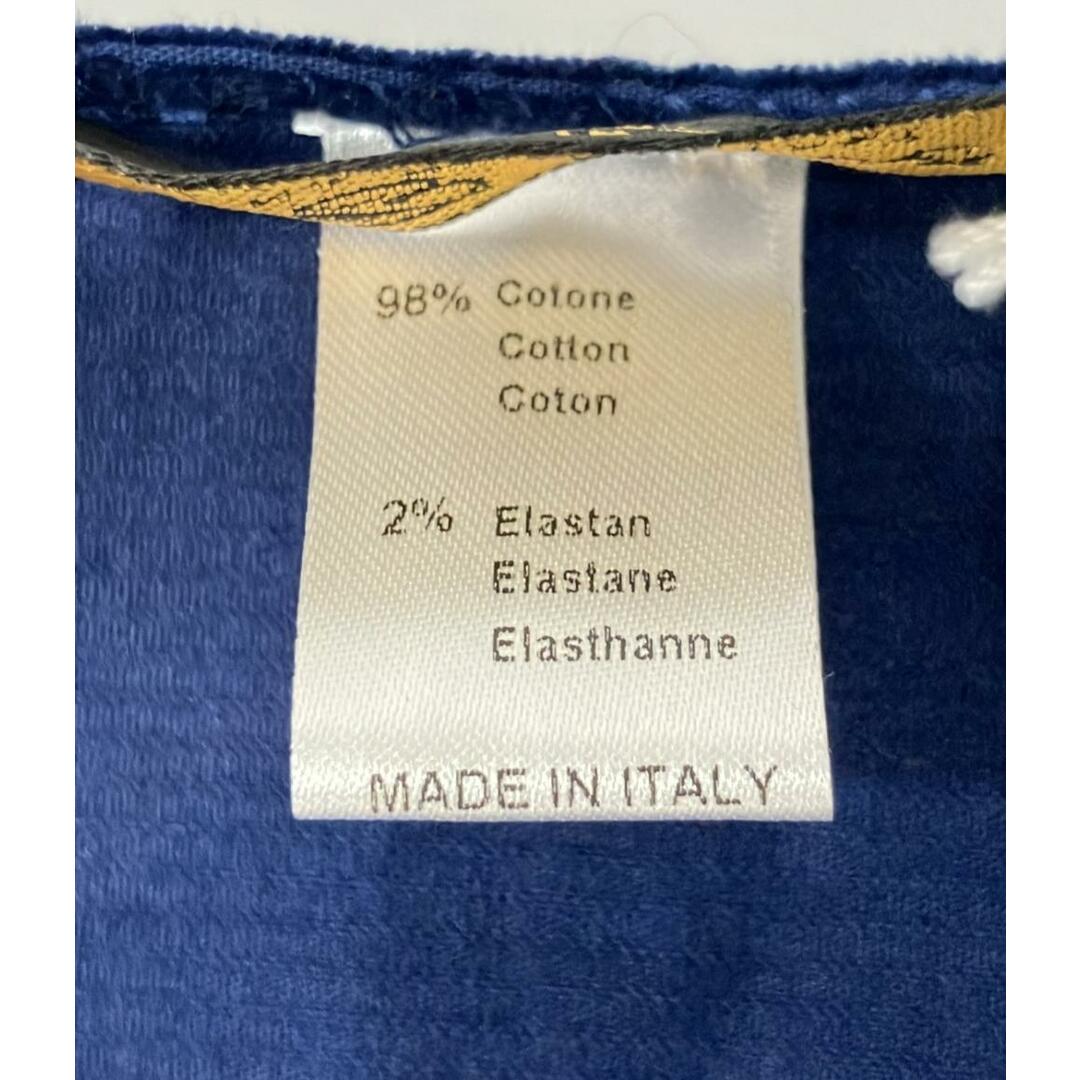 98% Cotone
Cotton
Coton
2% Elastan
Elastane
Elasthanne
MADE IN ITALY